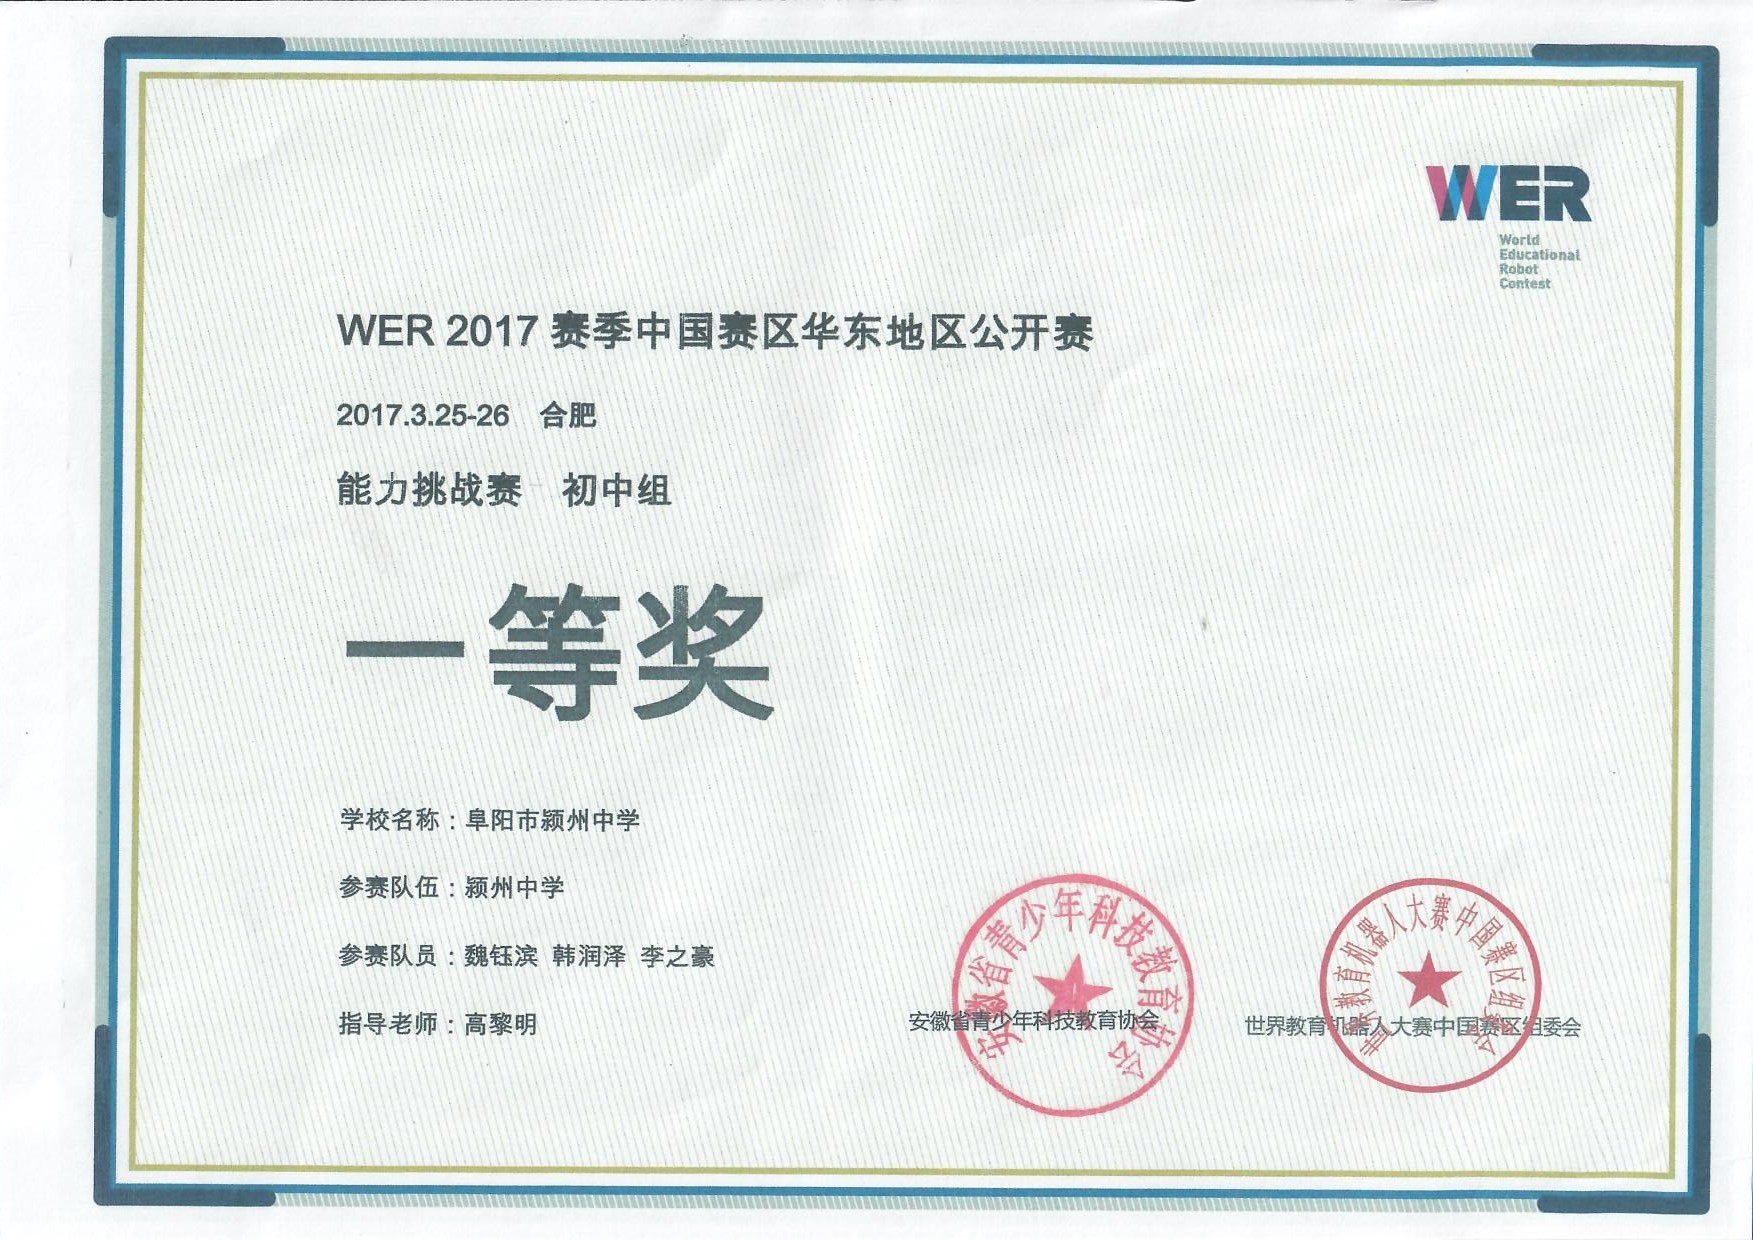 WER
World
Educational
Robot
Contest
WER 2017 赛季中国赛区华东地区公开赛
2017.3.25-26 合肥
能力挑战赛 初中组
一等奖
学校名称：阜阳市颍州中学
参赛队伍：颍州中学
参赛队员：魏钰滨 韩润泽 李之豪
指导老师：高黎明
安徽省青少年科技教育协会
安徽省青少年科技教育协会
世界教育机器人大赛中国赛区组委会
世界教育机器人大赛中国赛区组委会